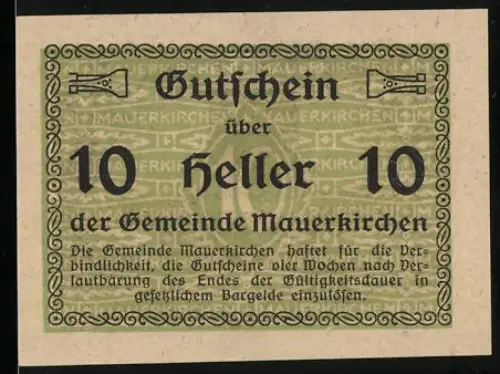 Gutschein
über
10 Heller 10
der Gemeinde Mauerkirchen
Die Gemeinde Mauerkirchen haftet für die Ver-
bindlichkeit, die Gutscheine vier Wochen nach Ver-
lautbarung des Endes der Gültigkeitsdauer in
gesetzlichem Bargelde einzulösen.